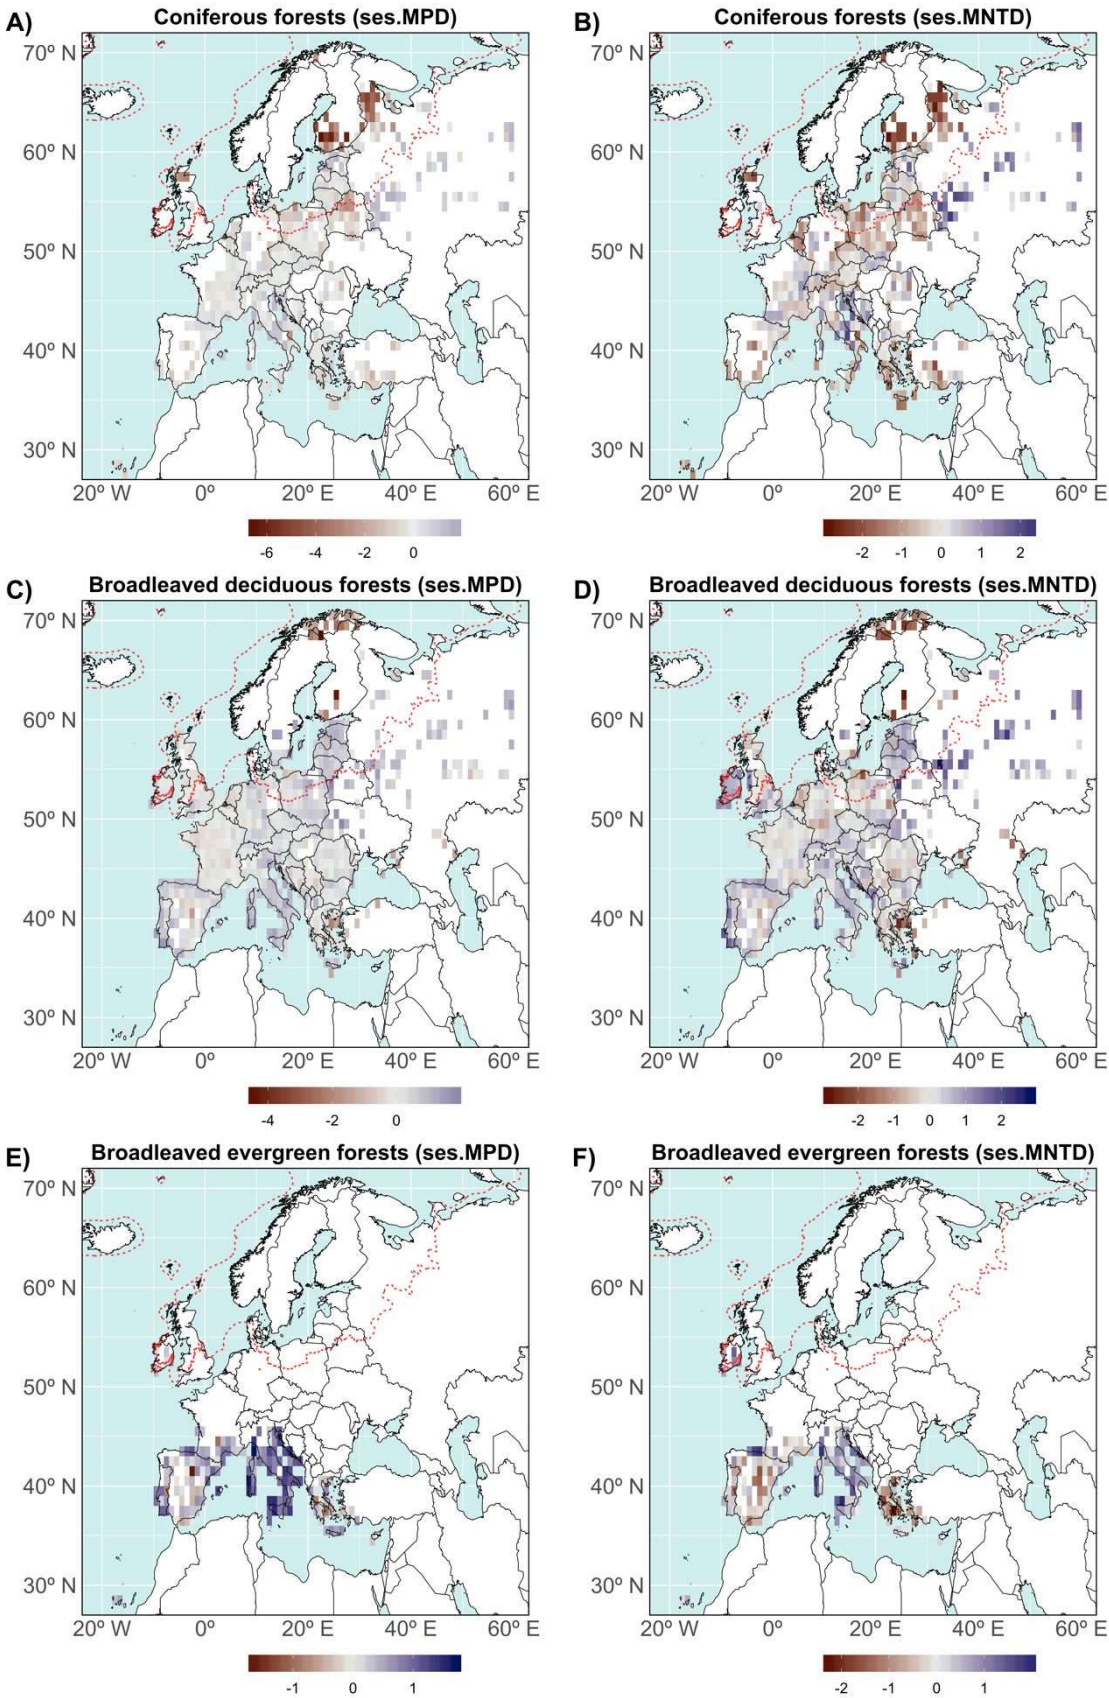 A) Coniferous forests (ses.MPD)
70º N
60º N
50º N
40º N
30º N
20º W 0º 20º E 40º E 60º E
-6 -4 -2 0
B) Coniferous forests (ses.MNTD)
70º N
60º N
50º N
40º N
30º N
20º W 0º 20º E 40º E 60º E
-2 -1 0 1 2
C) Broadleaved deciduous forests (ses.MPD)
70º N
60º N
50º N
40º N
30º N
20º W 0º 20º E 40º E 60º E
-4 -2 0
D) Broadleaved deciduous forests (ses.MNTD)
70º N
60º N
50º N
40º N
30º N
20º W 0º 20º E 40º E 60º E
-2 -1 0 1 2
E) Broadleaved evergreen forests (ses.MPD)
70º N
60º N
50º N
40º N
30º N
20º W 0º 20º E 40º E 60º E
-1 0 1
F) Broadleaved evergreen forests (ses.MNTD)
70º N
60º N
50º N
40º N
30º N
20º W 0º 20º E 40º E 60º E
-2 -1 0 1